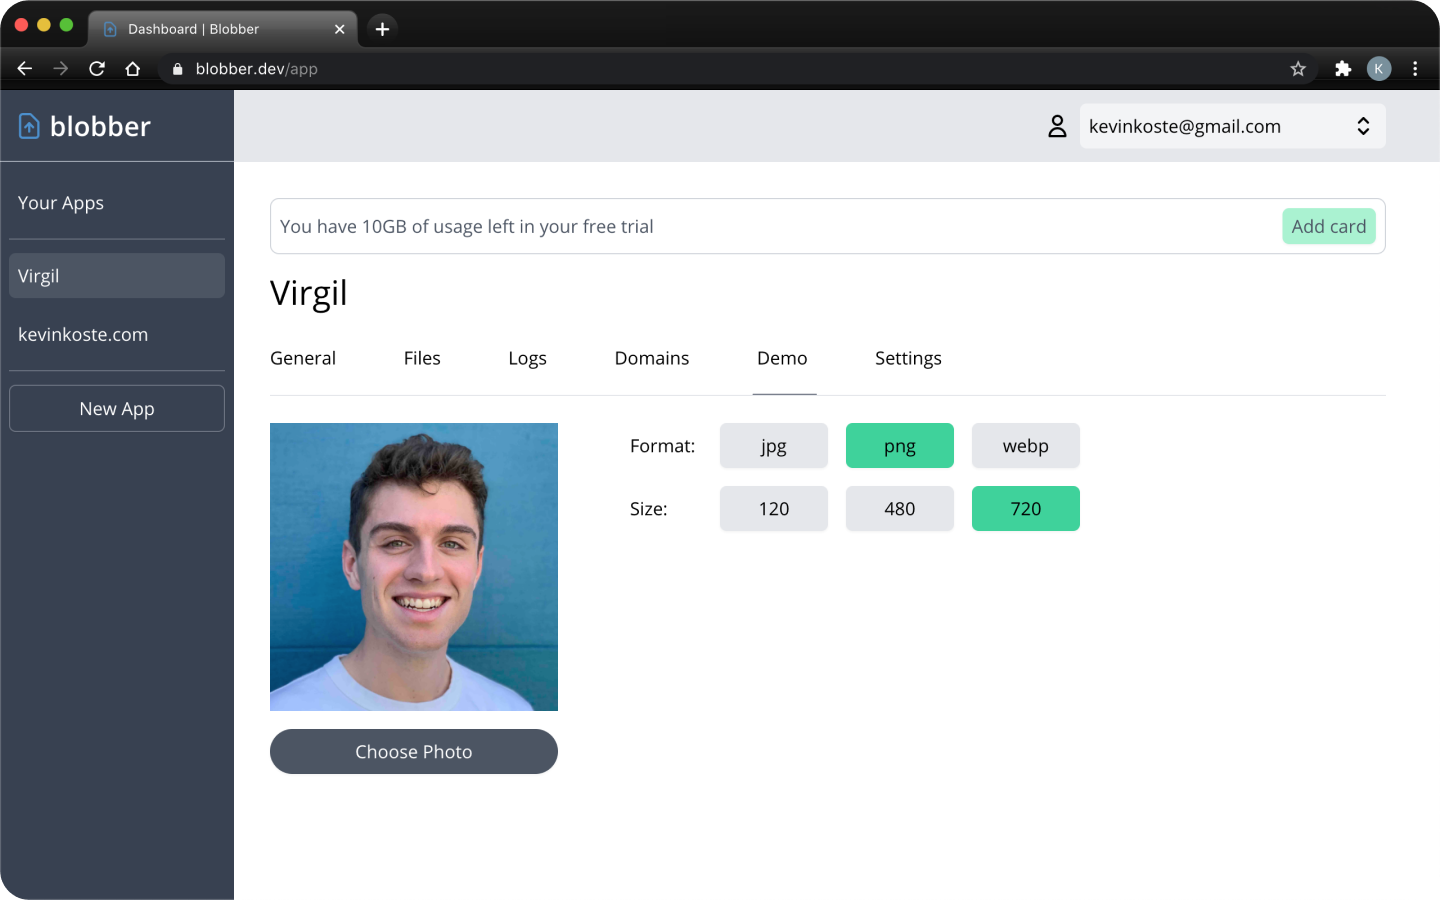 Dashboard | Blobber
blobber.dev/app
K
blobber
kevinkoste@gmail.com
Your Apps
Virgil
kevinkoste.com
New App
You have 10GB of usage left in your free trial
Add card
Virgil
General Files Logs Domains Demo Settings
Format: jpg png webp
Size: 120 480 720
Choose Photo